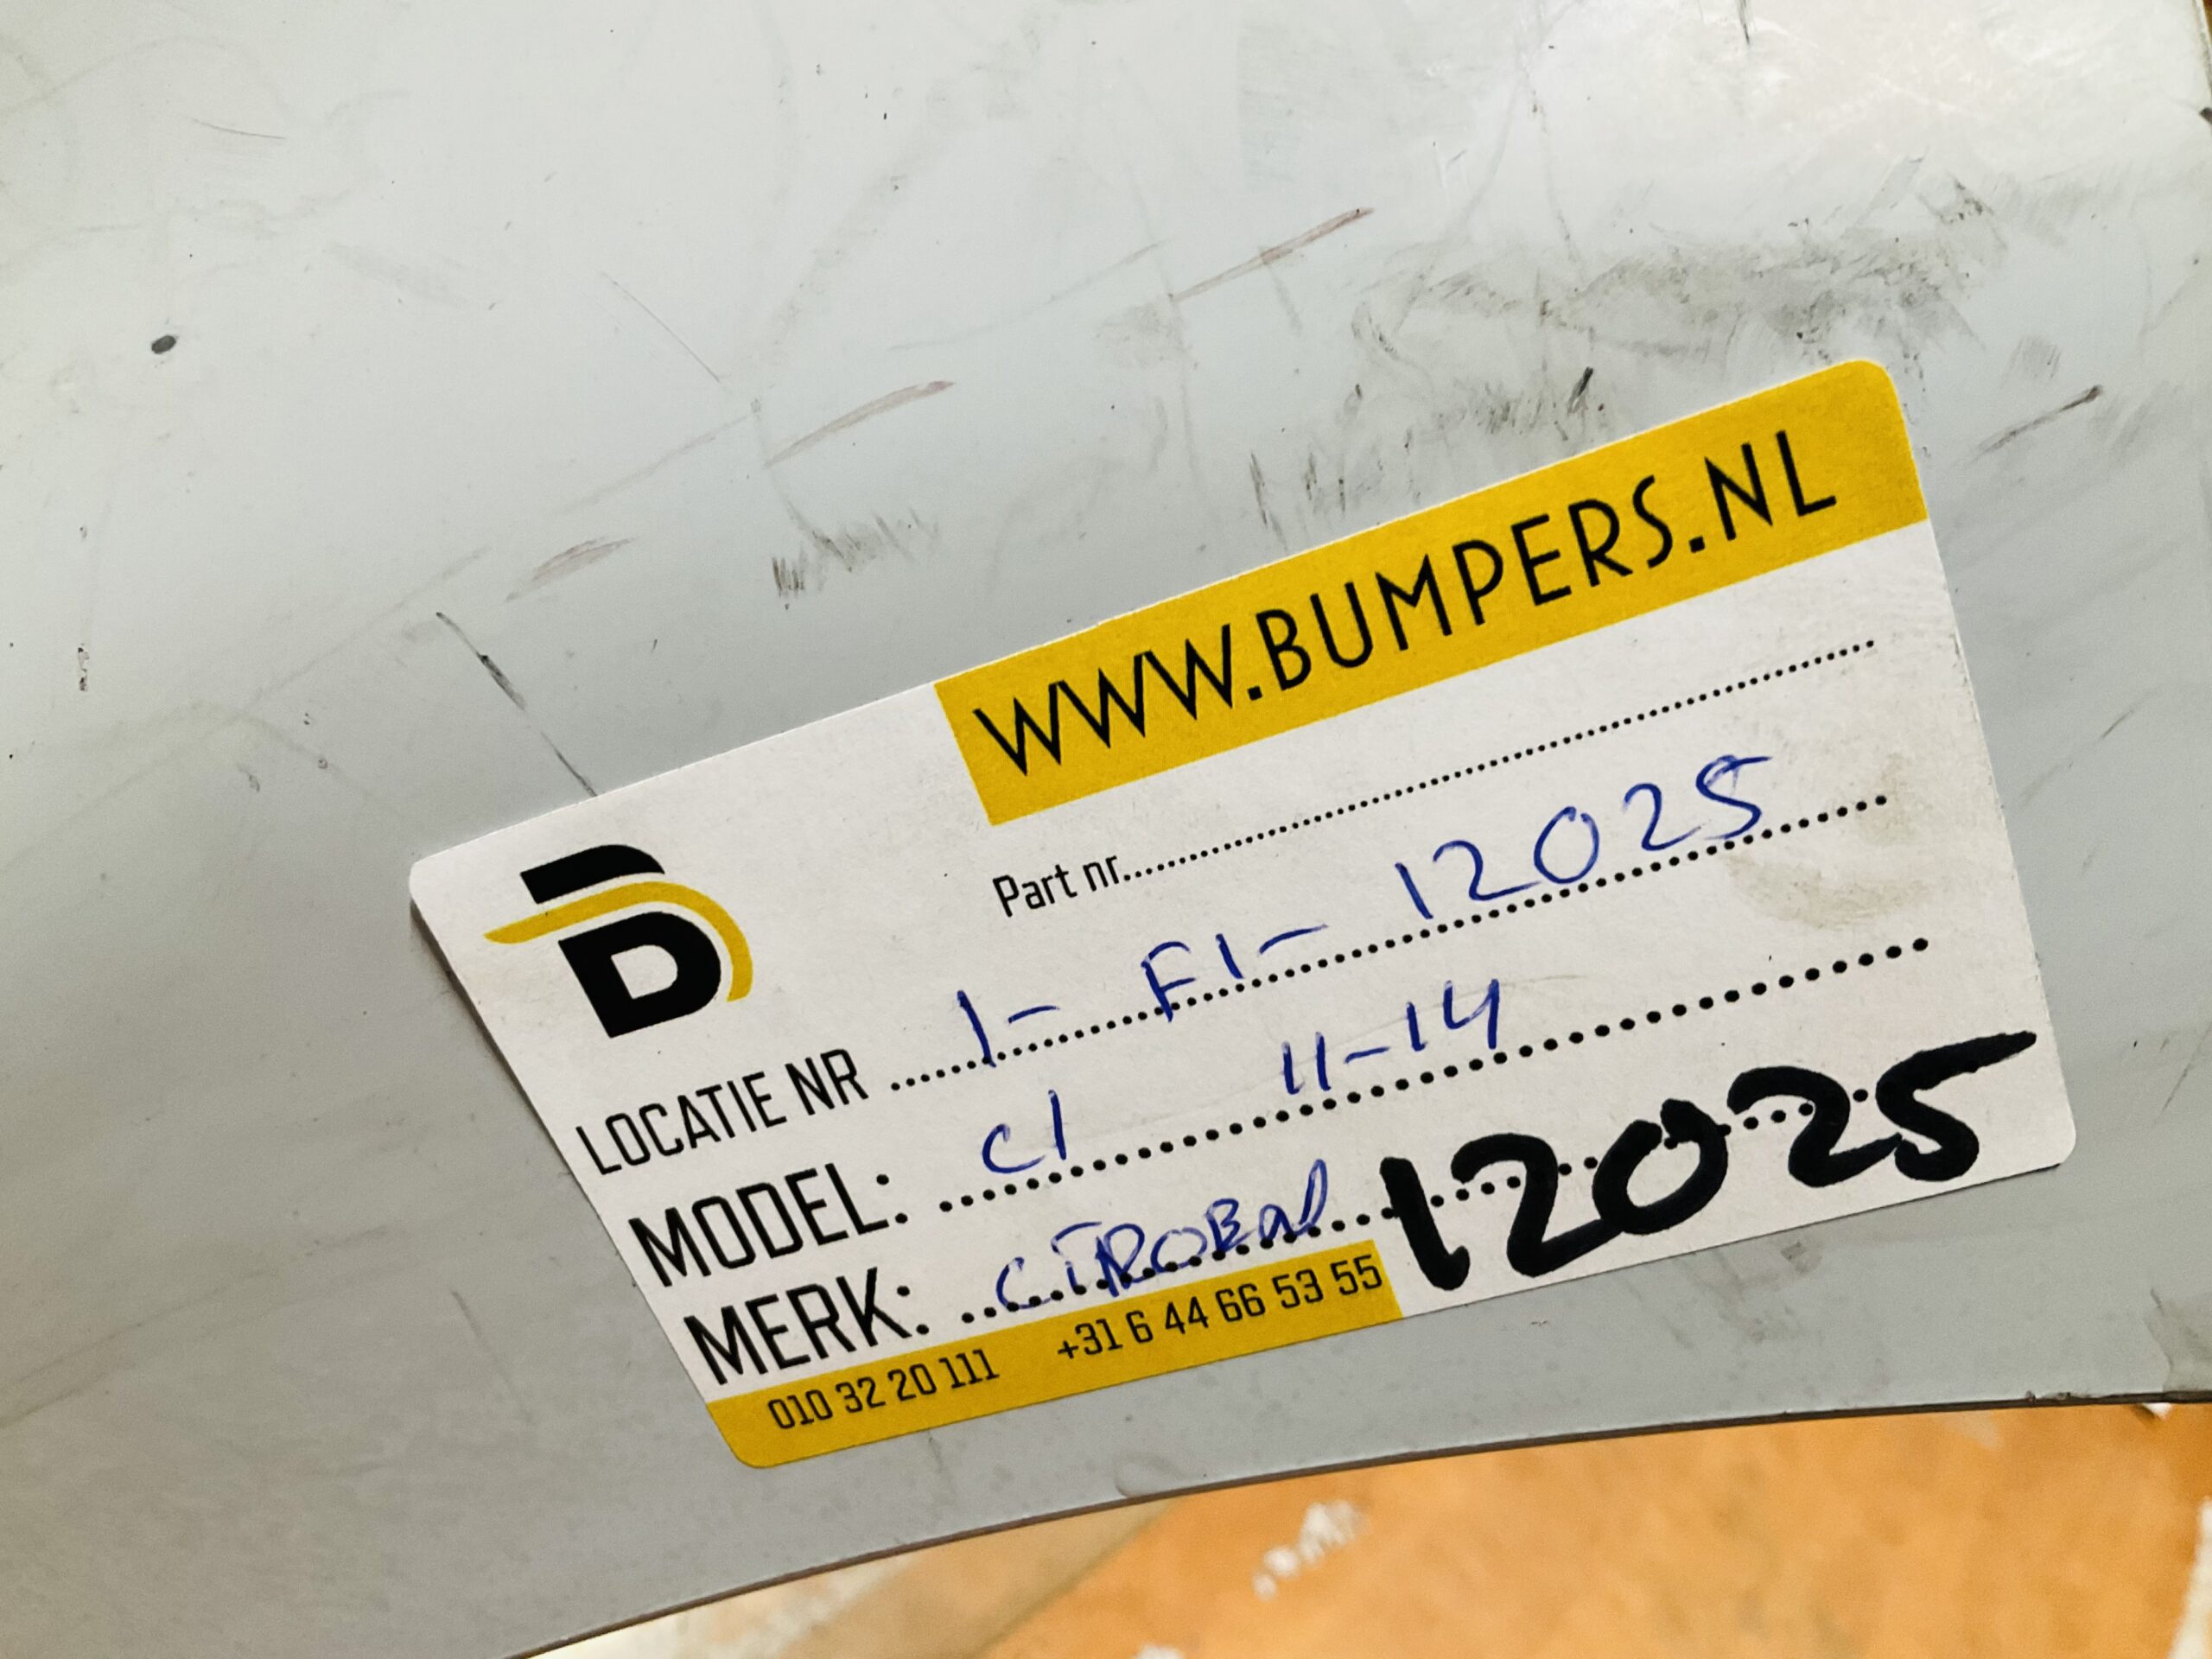 WWW.BUMPERS.NL
Part nr
LOCATIE NR 1- F1- 12025
MODEL: C1 11-14
MERK: CITROEN 12025
010 32 20 111 +31 6 44 66 53 55